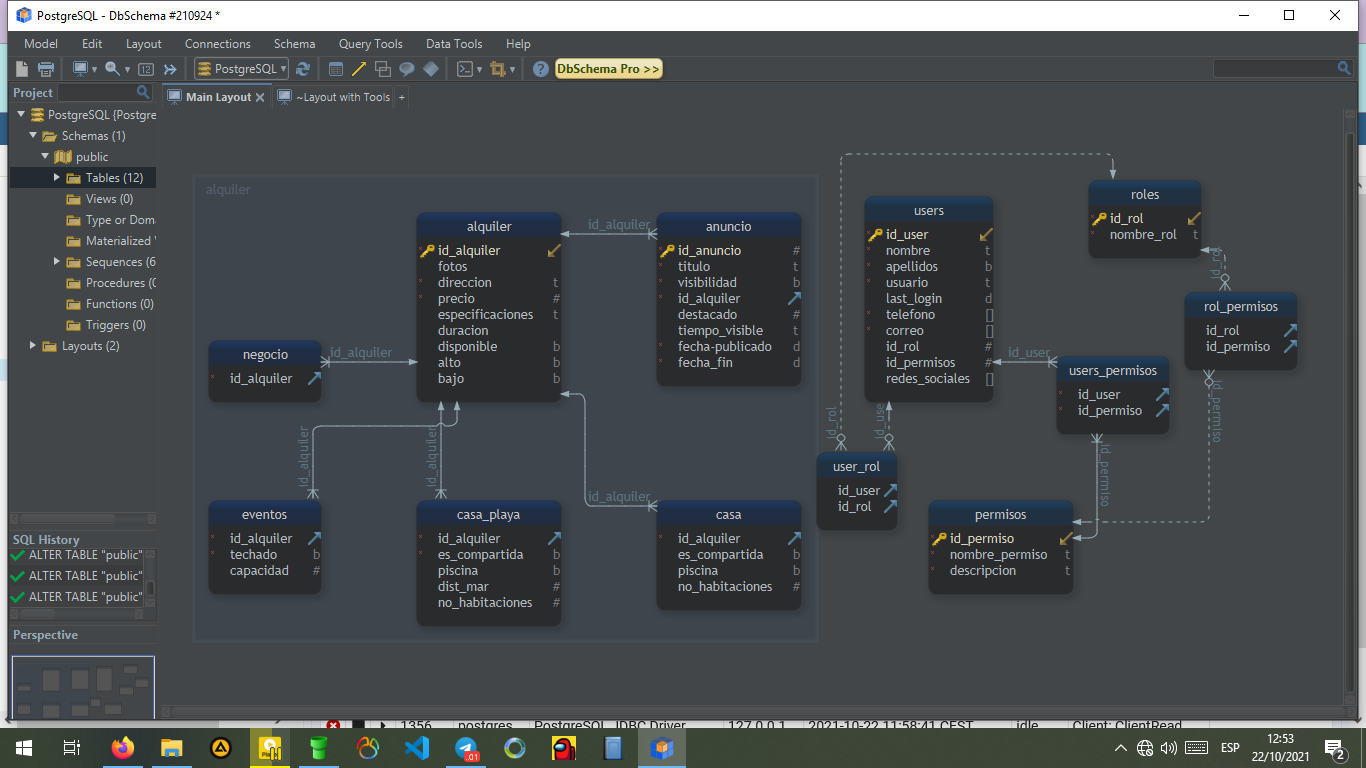 PostgreSQL - DbSchema #210924 *
Model Edit Layout Connections Schema Query Tools Data Tools Help
PostgreSQL DbSchema Pro >>
Project
Main Layout ~Layout with Tools +
PostgreSQL {Postgre
Schemas (1)
public
Tables (12)
Views (0)
Type or Doma
Materialized
Sequences (6
Procedures (0
Functions (0)
Triggers (0)
Layouts (2)
SQL History
ALTER TABLE "public"
ALTER TABLE "public"
ALTER TABLE "public"
Perspective
alquiler
alquiler
id_alquiler
fotos
direccion t
precio #
especificaciones t
duracion
disponible b
alto b
bajo b
id_alquiler
anuncio
id_anuncio #
titulo t
visibilidad b
id_alquiler
destacado #
tiempo_visible t
fecha-publicado d
fecha_fin d
negocio
id_alquiler
id_alquiler
id_alquiler
id_alquiler
id_alquiler
eventos
id_alquiler
techado b
capacidad #
casa_playa
id_alquiler
es_compartida b
piscina b
dist_mar #
no_habitaciones #
casa
id_alquiler
es_compartida b
piscina b
no_habitaciones #
users
id_user
nombre t
apellidos b
usuario t
last_login d
telefono []
correo []
id_rol #
id_permisos #
redes_sociales []
roles
id_rol
nombre_rol t
id_rol
rol_permisos
id_rol
id_permiso
id_user
users_permisos
id_user
id_permiso
id_permiso
id_permiso
id_rol
id_use
user_rol
id_user
id_rol
permisos
id_permiso
nombre_permiso t
descripcion t
1356 postgres PostgreSQL JDBC Driver 127.0.0.1 2021-10-22 11:58:41 CEST idle Client: ClientRead
.01
ESP
12:53
22/10/2021
2